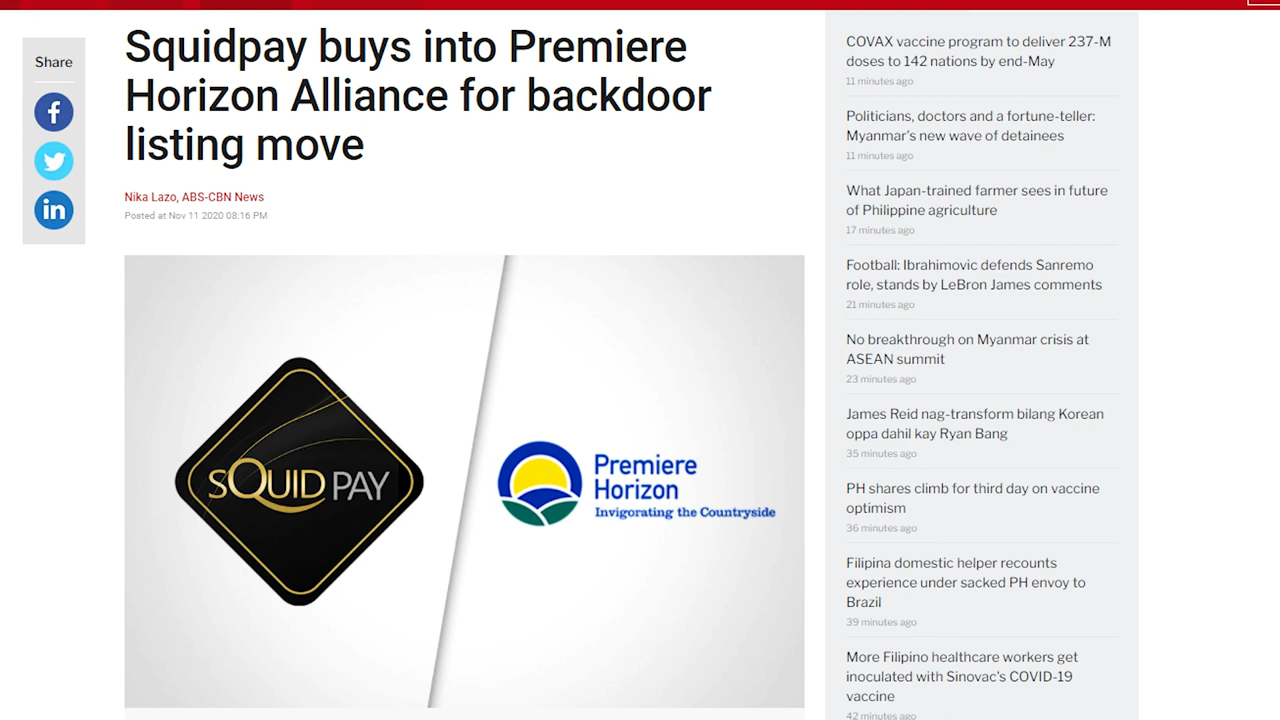 Share
Squidpay buys into Premiere
Horizon Alliance for backdoor
listing move
Nika Lazo, ABS-CBN News
Posted at Nov 11 2020 08:16 PM
SQUID PAY
Premiere
Horizon
Invigorating the Countryside
COVAX vaccine program to deliver 237-M
doses to 142 nations by end-May
11 minutes ago
Politicians, doctors and a fortune-teller:
Myanmar's new wave of detainees
11 minutes ago
What Japan-trained farmer sees in future
of Philippine agriculture
17 minutes ago
Football: Ibrahimovic defends Sanremo
role, stands by LeBron James comments
21 minutes ago
No breakthrough on Myanmar crisis at
ASEAN summit
23 minutes ago
James Reid nag-transform bilang Korean
oppa dahil kay Ryan Bang
35 minutes ago
PH shares climb for third day on vaccine
optimism
36 minutes ago
Filipina domestic helper recounts
experience under sacked PH envoy to
Brazil
39 minutes ago
More Filipino healthcare workers get
inoculated with Sinovac's COVID-19
vaccine
42 minutes ago